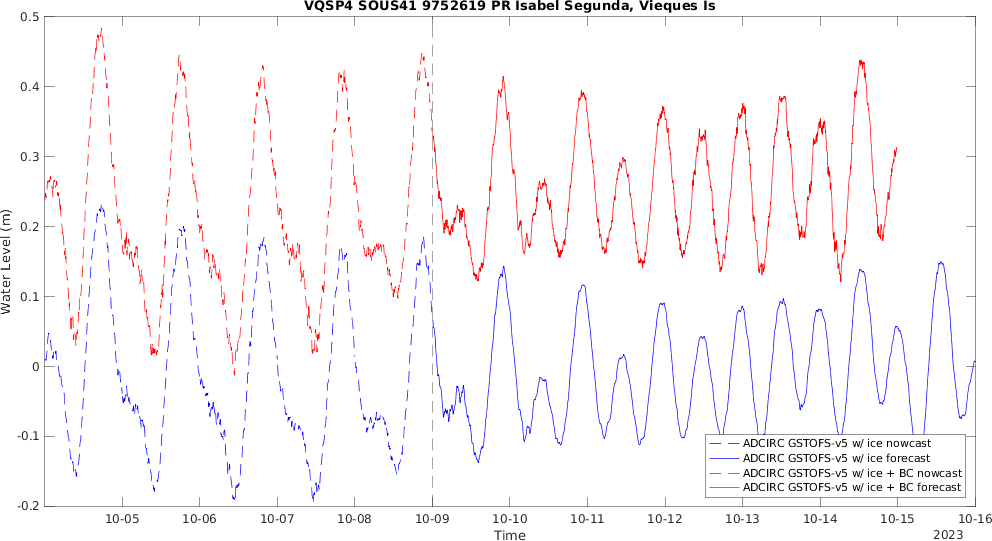 VQSP4 SOUS41 9752619 PR Isabel Segunda, Vieques Is
0.5
0.4
0.3
0.2
0.1
0
-0.1
-0.2
Water Level (m)
ADCIRC GSTOFS-v5 w/ ice nowcast
ADCIRC GSTOFS-v5 w/ ice forecast
ADCIRC GSTOFS-v5 w/ ice + BC nowcast
ADCIRC GSTOFS-v5 w/ ice + BC forecast
10-05 10-06 10-07 10-08 10-09 10-10 10-11 10-12 10-13 10-14 10-15 10-16
Time
2023